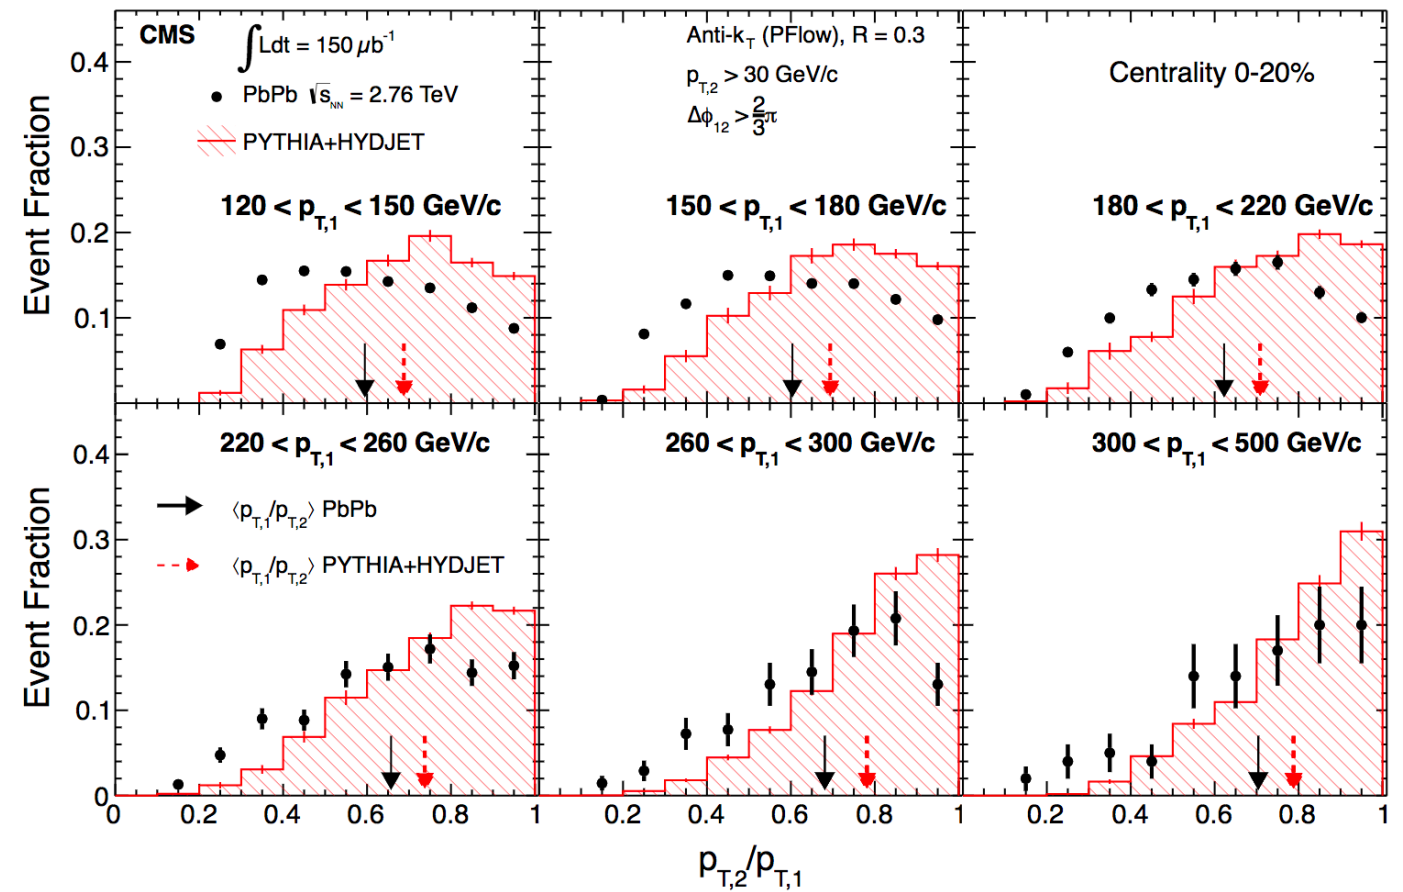 CMS
∫Ldt = 150 μb⁻¹
PbPb √s_NN = 2.76 TeV
PYTHIA+HYDJET
120 < p_T,1 < 150 GeV/c
Anti-k_T (PFlow), R = 0.3
p_T,2 > 30 GeV/c
Δϕ_12 > 2/3 π
150 < p_T,1 < 180 GeV/c
Centrality 0-20%
180 < p_T,1 < 220 GeV/c
Event Fraction
0.4
0.3
0.2
0.1
220 < p_T,1 < 260 GeV/c
⟨p_T,1/p_T,2⟩ PbPb
⟨p_T,1/p_T,2⟩ PYTHIA+HYDJET
260 < p_T,1 < 300 GeV/c
300 < p_T,1 < 500 GeV/c
Event Fraction
0.4
0.3
0.2
0.1
0
0 0.2 0.4 0.6 0.8 1 0.2 0.4 0.6 0.8 1 0.2 0.4 0.6 0.8 1
p_T,2/p_T,1